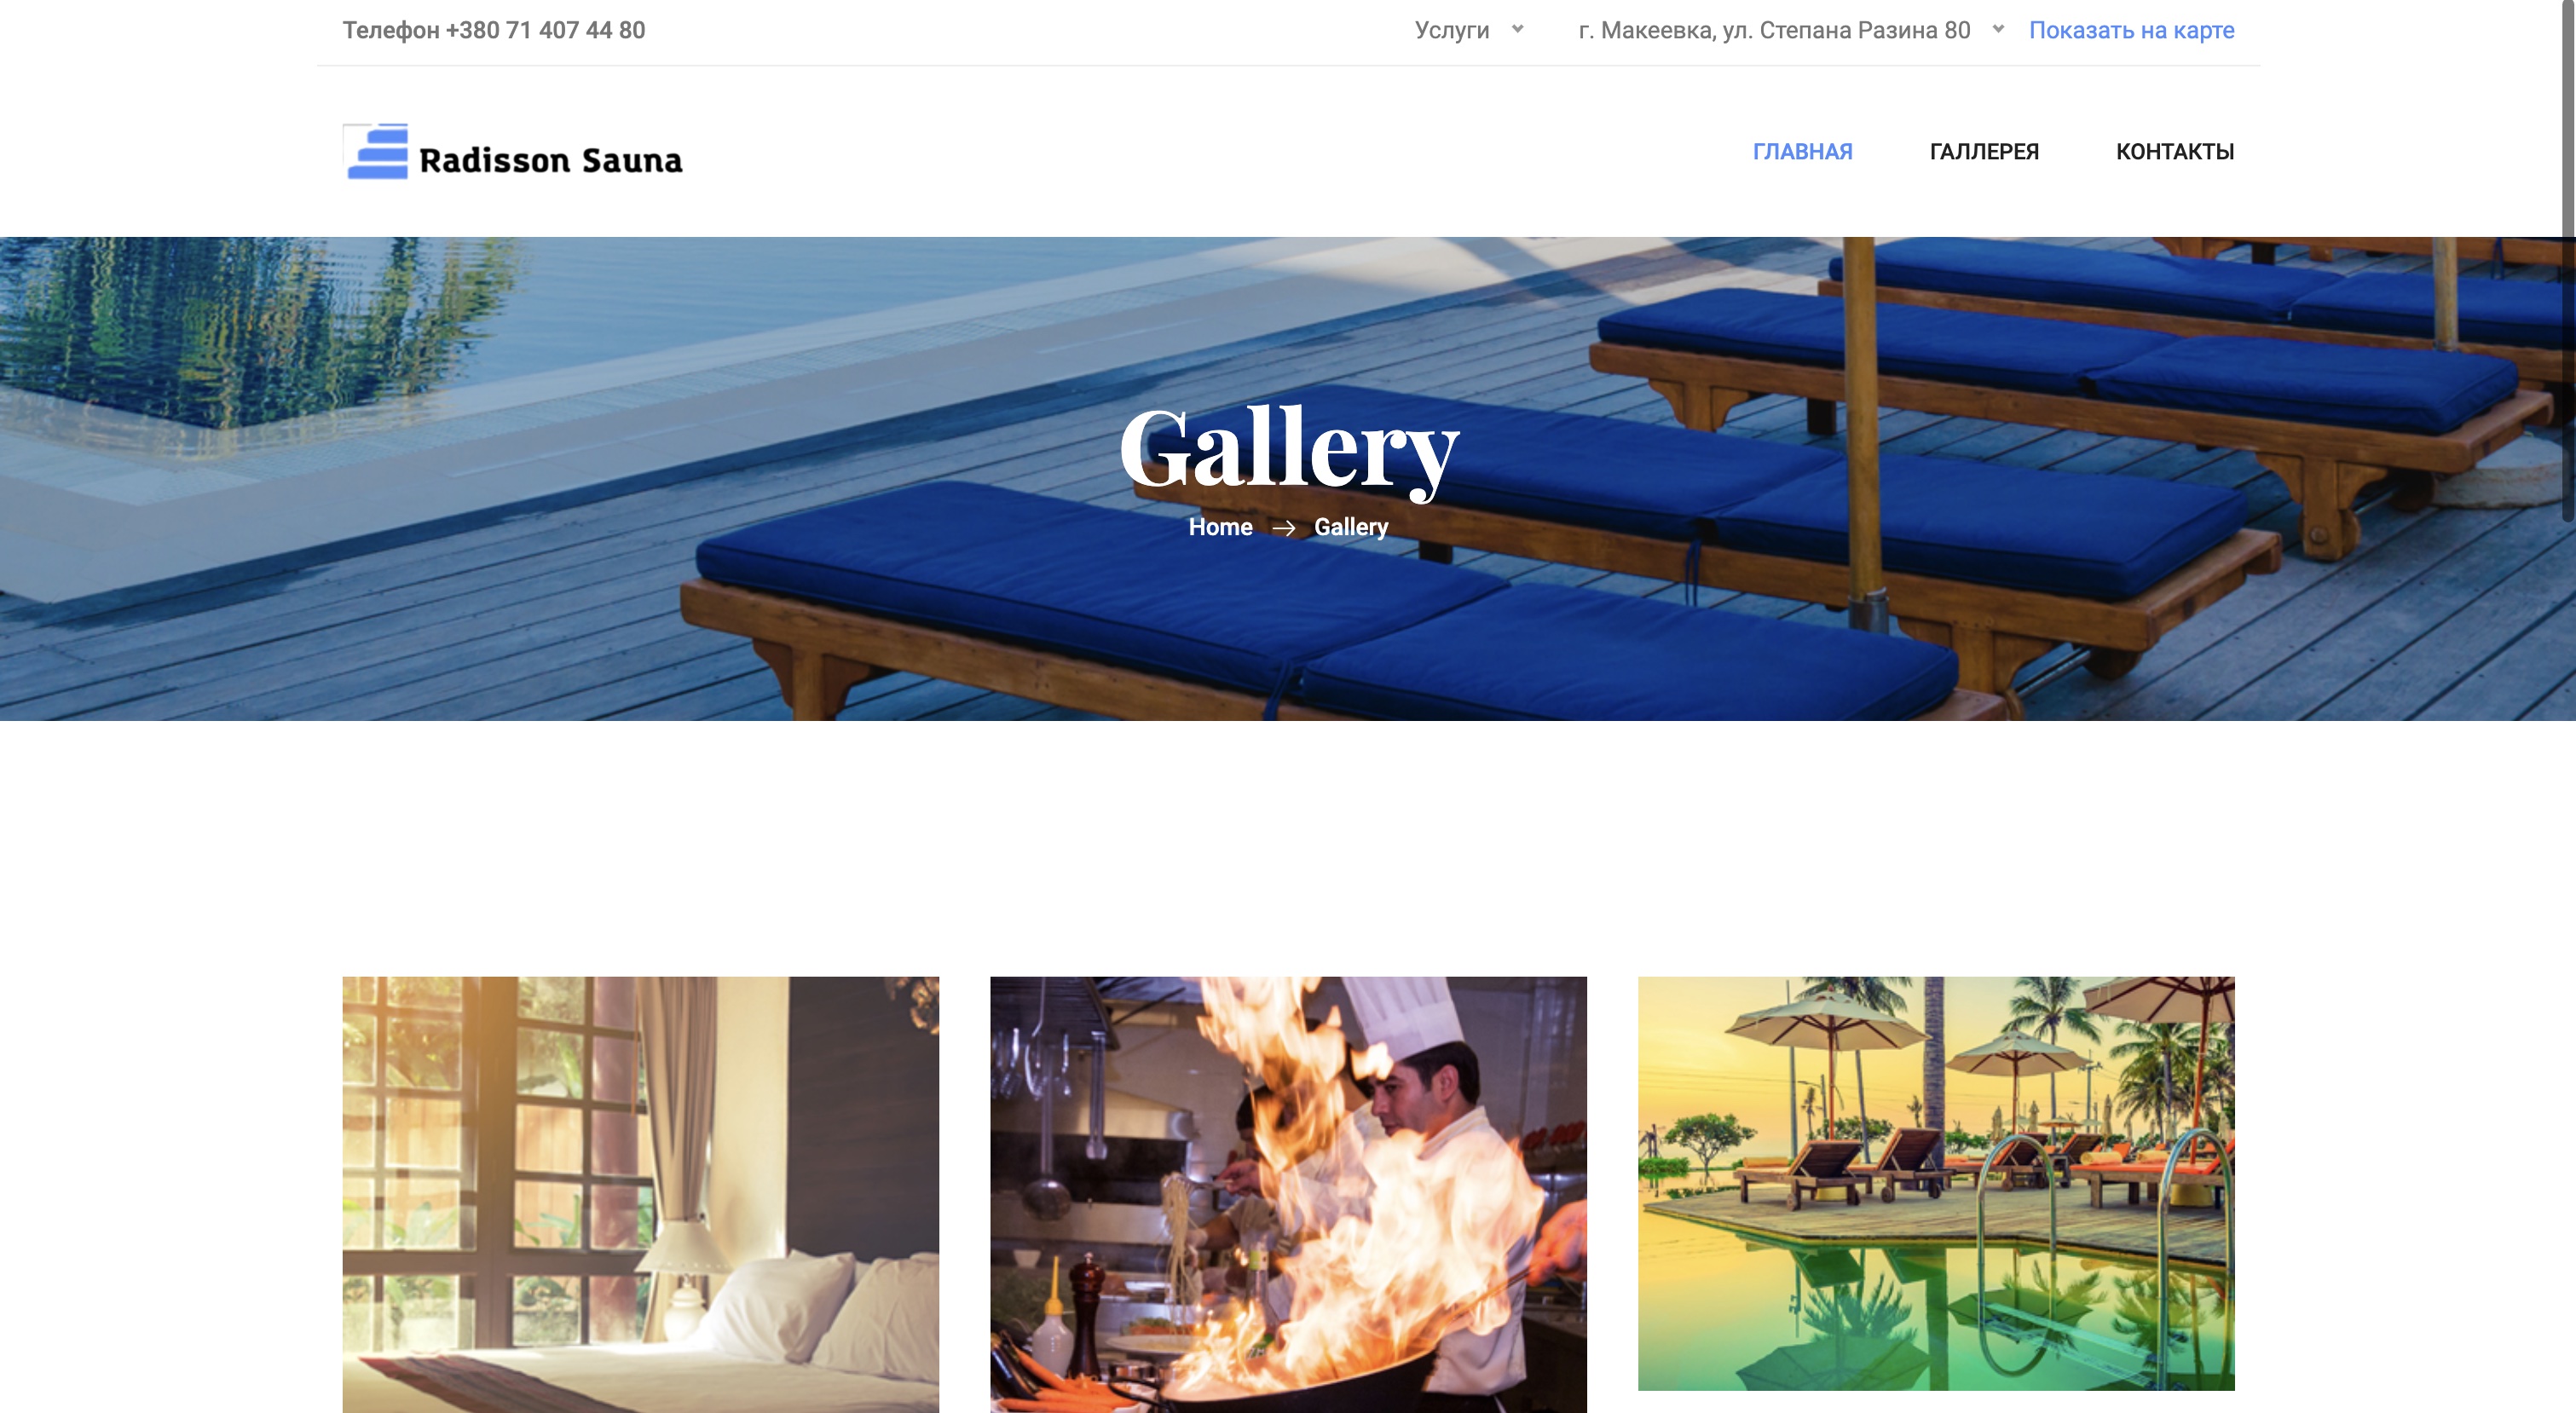 Телефон +380 71 407 44 80
Услуги
г. Макеевка, ул. Степана Разина 80
Показать на карте
Radisson Sauna
ГЛАВНАЯ
ГАЛЛЕРЕЯ
КОНТАКТЫ
Gallery
Home → Gallery